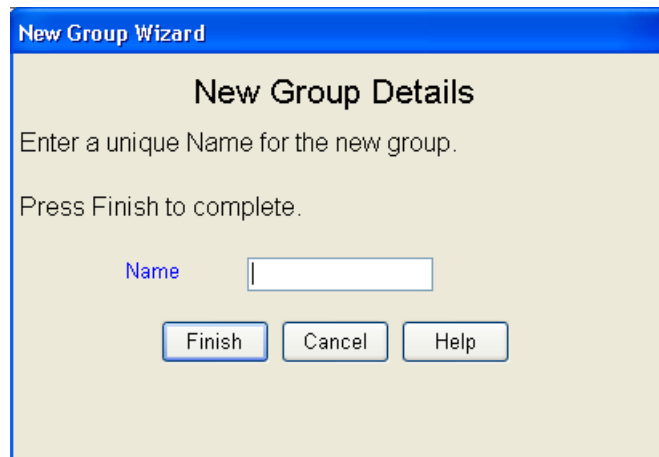 New Group Wizard
New Group Details
Enter a unique Name for the new group.
Press Finish to complete.
Name
Finish Cancel Help